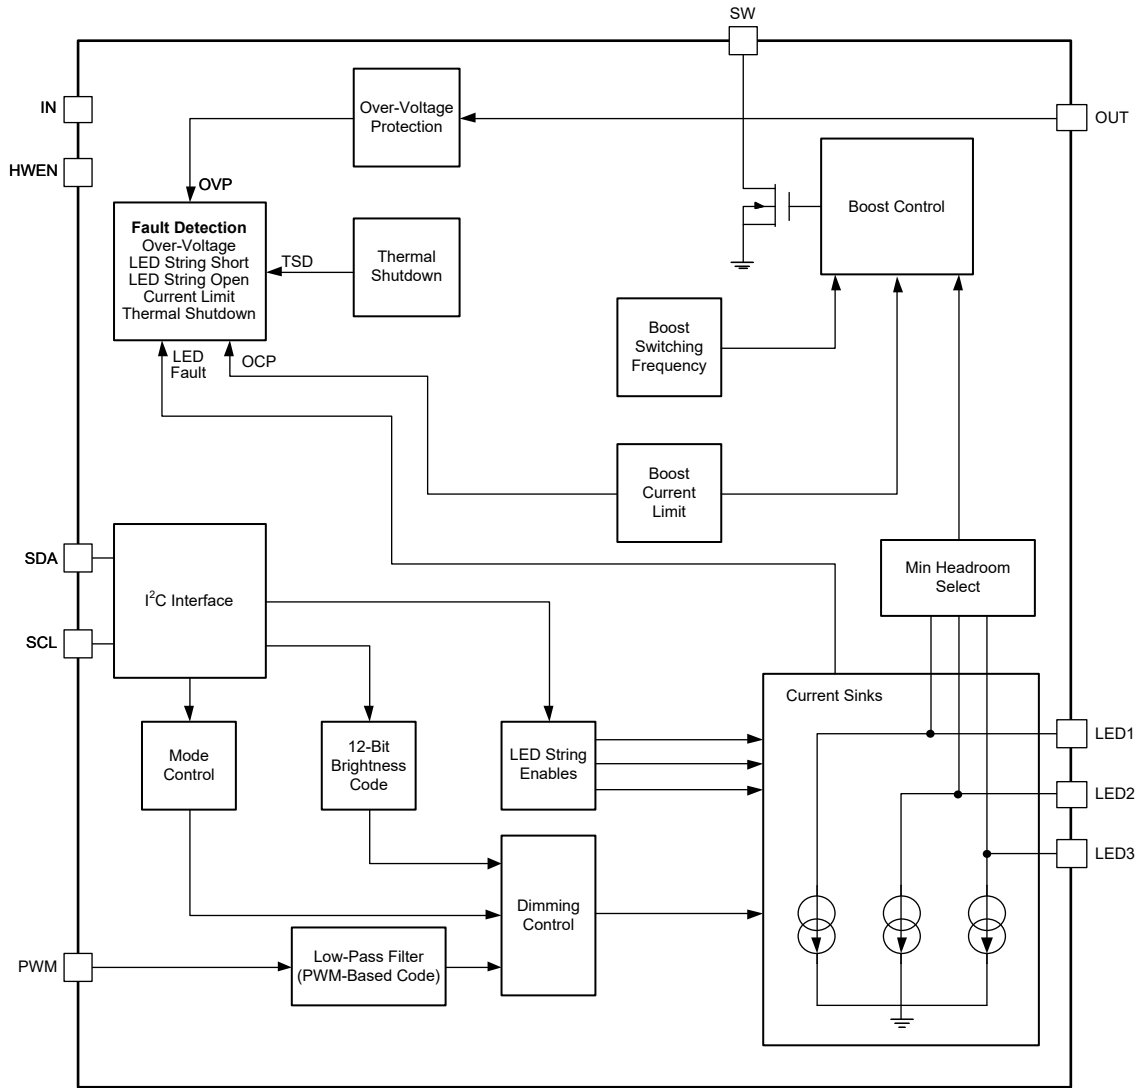 SW
IN
Over-Voltage
Protection
OUT
HWEN
OVP
Boost Control
Fault Detection
Over-Voltage
LED String Short
LED String Open
Current Limit
Thermal Shutdown
TSD
Thermal
Shutdown
Boost
Switching
Frequency
LED
Fault
OCP
Boost
Current
Limit
SDA
I²C Interface
SCL
Min Headroom
Select
Current Sinks
Mode
Control
12-Bit
Brightness
Code
LED String
Enables
LED1
LED2
LED3
Dimming
Control
PWM
Low-Pass Filter
(PWM-Based Code)